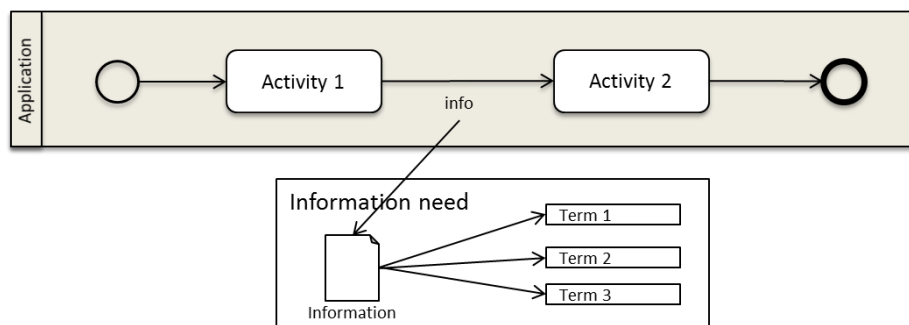 Application
Activity 1
Activity 2
info
Information need
Term 1
Term 2
Term 3
Information